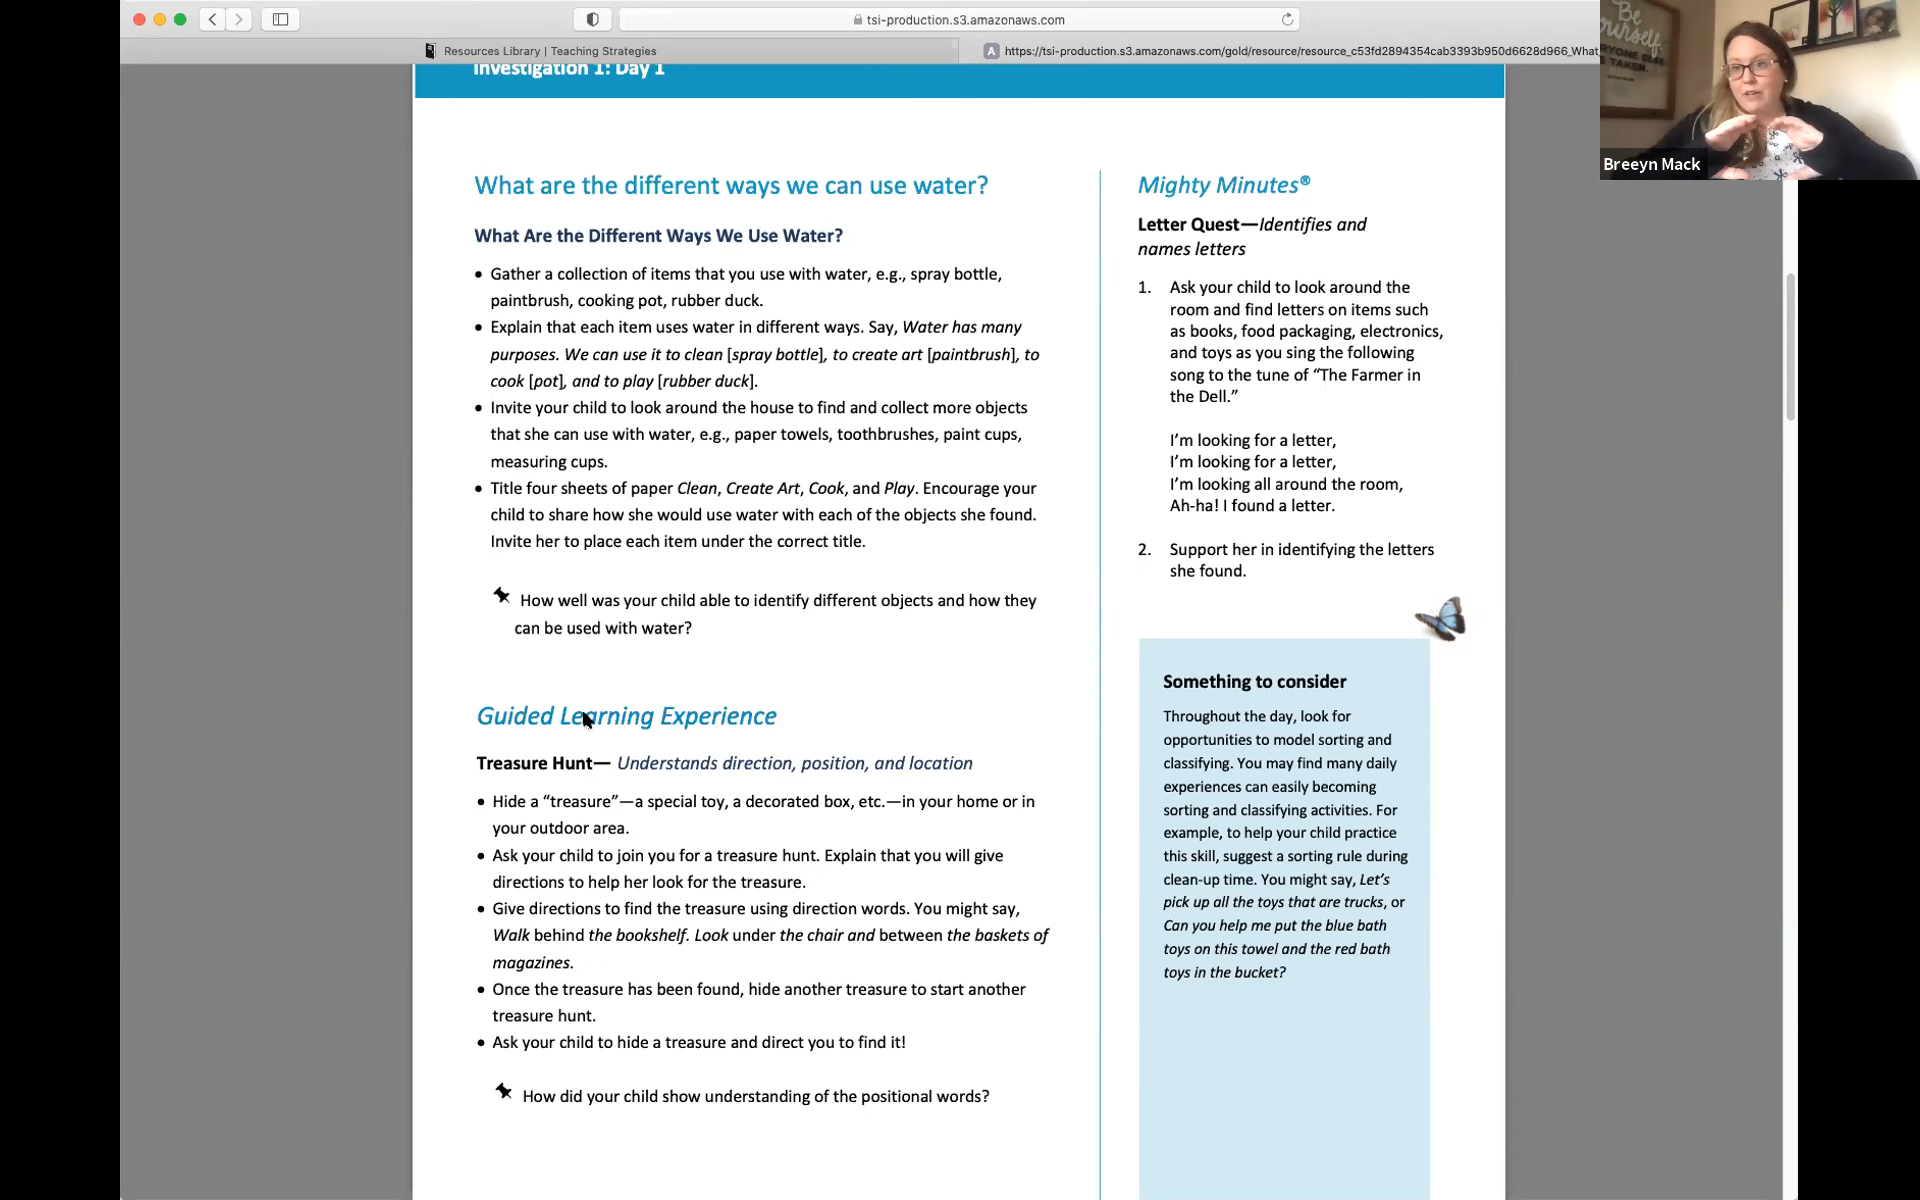 tsi-production.s3.amazonaws.com
Resources Library | Teaching Strategies
A
https://tsi-production.s3.amazonaws.com/gold/resource/resource_c53fd2894354cab3393b950d6628d966_What
Be
yourself.
IS TAKEN.
Breeyn Mack
Investigation 1: Day 1
What are the different ways we can use water?
What Are the Different Ways We Use Water?
• Gather a collection of items that you use with water, e.g., spray bottle,
paintbrush, cooking pot, rubber duck.
• Explain that each item uses water in different ways. Say, Water has many
purposes. We can use it to clean [spray bottle], to create art [paintbrush], to
cook [pot], and to play [rubber duck].
• Invite your child to look around the house to find and collect more objects
that she can use with water, e.g., paper towels, toothbrushes, paint cups,
measuring cups.
• Title four sheets of paper Clean, Create Art, Cook, and Play. Encourage your
child to share how she would use water with each of the objects she found.
Invite her to place each item under the correct title.
How well was your child able to identify different objects and how they
can be used with water?
Guided Learning Experience
Treasure Hunt— Understands direction, position, and location
• Hide a “treasure”—a special toy, a decorated box, etc.—in your home or in
your outdoor area.
• Ask your child to join you for a treasure hunt. Explain that you will give
directions to help her look for the treasure.
• Give directions to find the treasure using direction words. You might say,
Walk behind the bookshelf. Look under the chair and between the baskets of
magazines.
• Once the treasure has been found, hide another treasure to start another
treasure hunt.
• Ask your child to hide a treasure and direct you to find it!
How did your child show understanding of the positional words?
Mighty Minutes®
Letter Quest—Identifies and
names letters
1. Ask your child to look around the
room and find letters on items such
as books, food packaging, electronics,
and toys as you sing the following
song to the tune of “The Farmer in
the Dell.”
I’m looking for a letter,
I’m looking for a letter,
I’m looking all around the room,
Ah-ha! I found a letter.
2. Support her in identifying the letters
she found.
Something to consider
Throughout the day, look for
opportunities to model sorting and
classifying. You may find many daily
experiences can easily becoming
sorting and classifying activities. For
example, to help your child practice
this skill, suggest a sorting rule during
clean-up time. You might say, Let’s
pick up all the toys that are trucks, or
Can you help me put the blue bath
toys on this towel and the red bath
toys in the bucket?